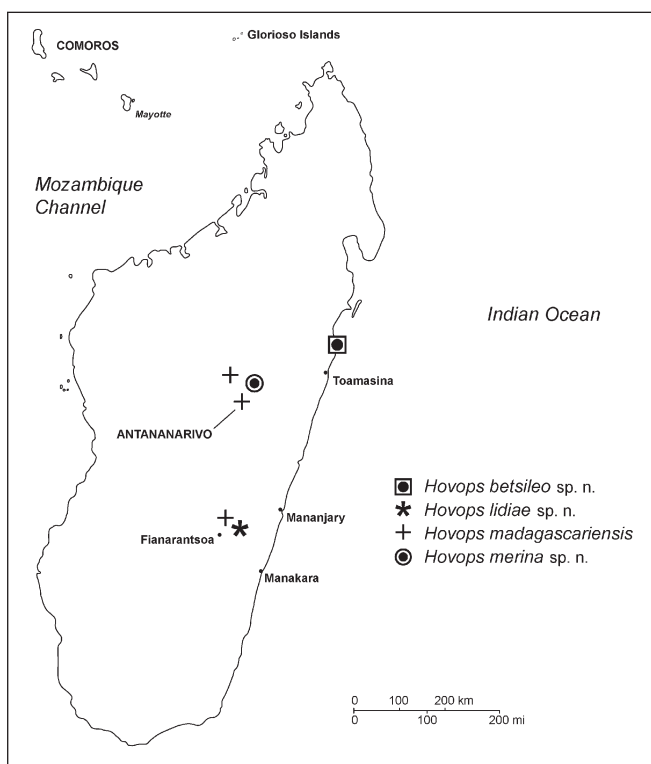 COMOROS
Glorioso Islands
Mayotte
Mozambique
Channel
Indian Ocean
Toamasina
ANTANANARIVO
Hovops betsileo sp. n.
Hovops lidiae sp. n.
Hovops madagascariensis
Hovops merina sp. n.
Mananjary
Fianarantsoa
Manakara
0 100 200 km
0 100 200 mi